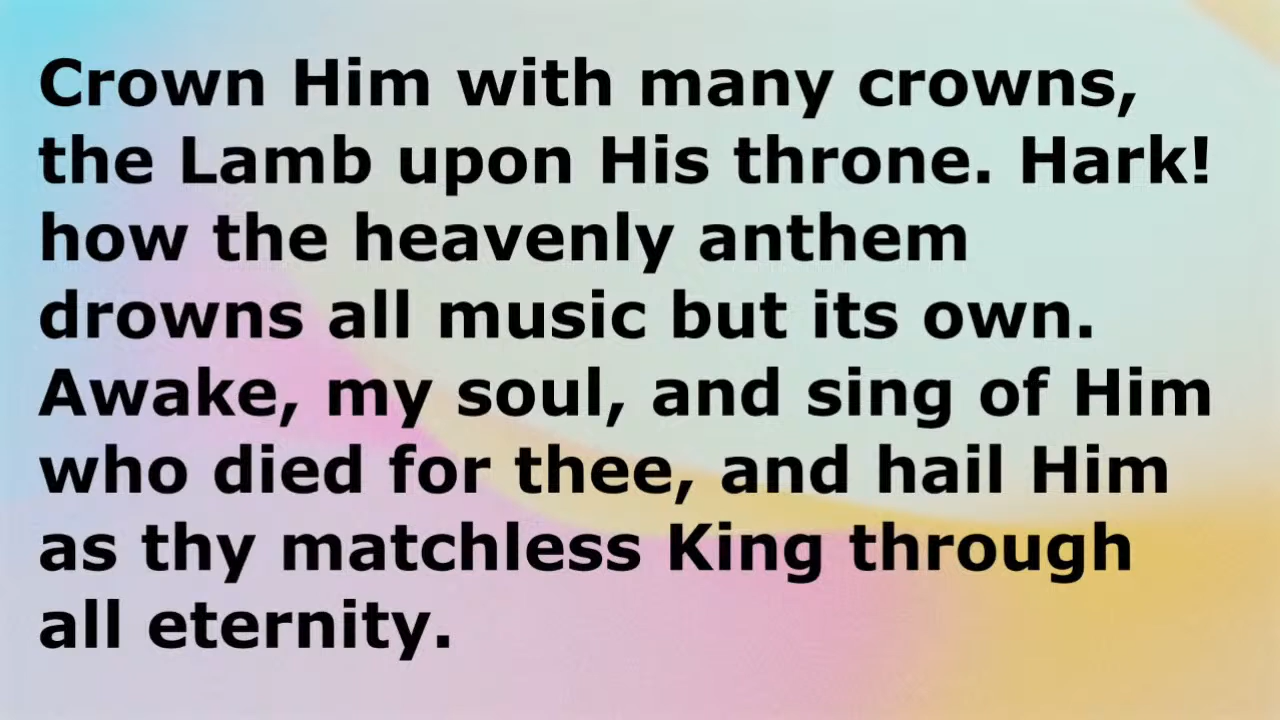 Crown Him with many crowns,
the Lamb upon His throne. Hark!
how the heavenly anthem
drowns all music but its own.
Awake, my soul, and sing of Him
who died for thee, and hail Him
as thy matchless King through
all eternity.